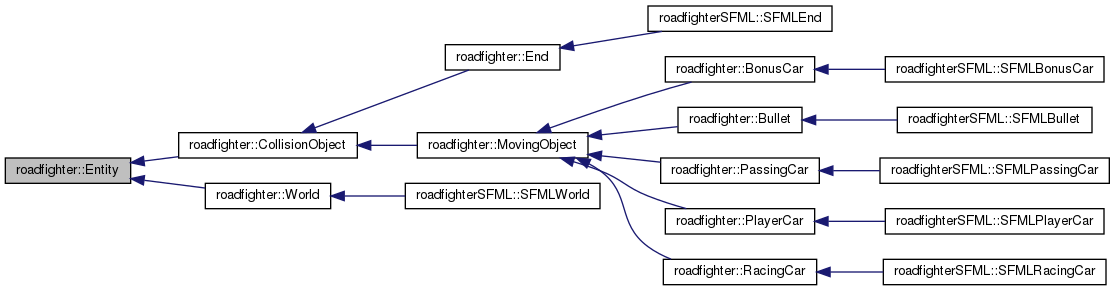 roadfighterSFML::SFMLEnd
roadfighter::End
roadfighter::BonusCar
roadfighterSFML::SFMLBonusCar
roadfighter::Bullet
roadfighterSFML::SFMLBullet
roadfighter::CollisionObject
roadfighter::MovingObject
roadfighter::Entity
roadfighter::PassingCar
roadfighterSFML::SFMLPassingCar
roadfighter::World
roadfighterSFML::SFMLWorld
roadfighter::PlayerCar
roadfighterSFML::SFMLPlayerCar
roadfighter::RacingCar
roadfighterSFML::SFMLRacingCar